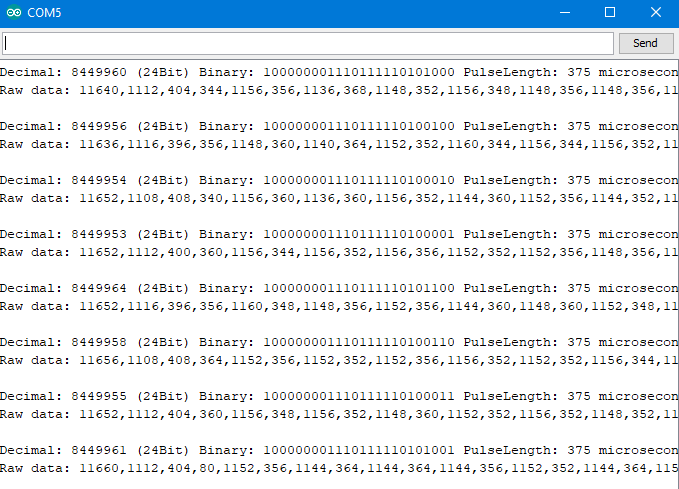 COM5
Send
Decimal: 8449960 (24Bit) Binary: 100000001110111110101000 PulseLength: 375 microsecon
Raw data: 11640,1112,404,344,1156,356,1136,368,1148,352,1156,348,1148,356,1148,356,11
Decimal: 8449956 (24Bit) Binary: 100000001110111110100100 PulseLength: 375 microsecon
Raw data: 11636,1116,396,356,1148,360,1140,364,1152,352,1160,344,1156,344,1156,352,11
Decimal: 8449954 (24Bit) Binary: 100000001110111110100010 PulseLength: 375 microsecon
Raw data: 11652,1108,408,340,1156,360,1136,360,1156,352,1144,360,1152,356,1144,352,11
Decimal: 8449953 (24Bit) Binary: 100000001110111110100001 PulseLength: 375 microsecon
Raw data: 11652,1112,400,360,1156,344,1156,352,1156,356,1152,352,1152,356,1148,356,11
Decimal: 8449964 (24Bit) Binary: 100000001110111110101100 PulseLength: 375 microsecon
Raw data: 11652,1116,396,356,1160,348,1148,356,1152,356,1144,360,1148,360,1152,348,11
Decimal: 8449958 (24Bit) Binary: 100000001110111110100110 PulseLength: 375 microsecon
Raw data: 11656,1108,408,364,1152,356,1152,352,1152,356,1156,352,1152,352,1156,344,11
Decimal: 8449955 (24Bit) Binary: 100000001110111110100011 PulseLength: 375 microsecon
Raw data: 11652,1112,404,360,1156,348,1156,352,1148,360,1152,352,1156,352,1148,352,11
Decimal: 8449961 (24Bit) Binary: 100000001110111110101001 PulseLength: 375 microsecon
Raw data: 11660,1112,404,80,1152,356,1144,364,1144,364,1144,356,1152,352,1144,364,115